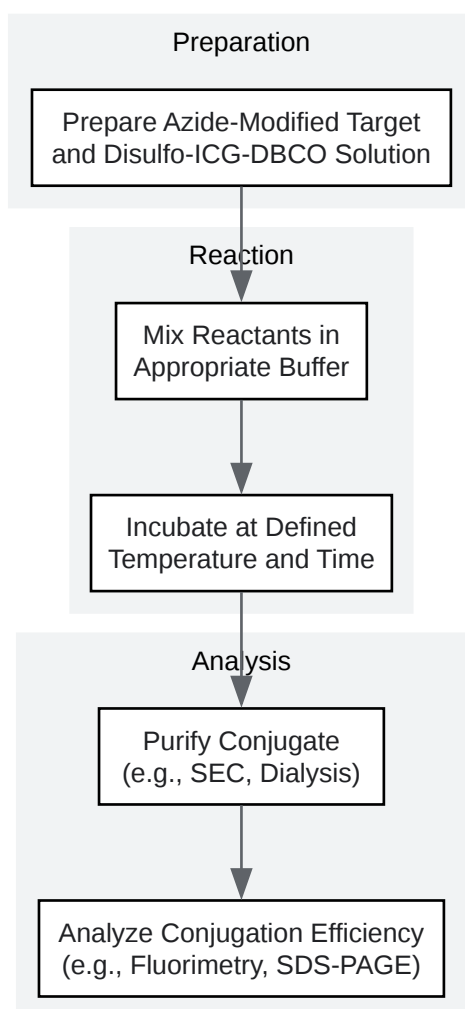 Preparation
Prepare Azide-Modified Target
and Disulfo-ICG-DBCO Solution
Reaction
Mix Reactants in
Appropriate Buffer
Incubate at Defined
Temperature and Time
Analysis
Purify Conjugate
(e.g., SEC, Dialysis)
Analyze Conjugation Efficiency
(e.g., Fluorimetry, SDS-PAGE)